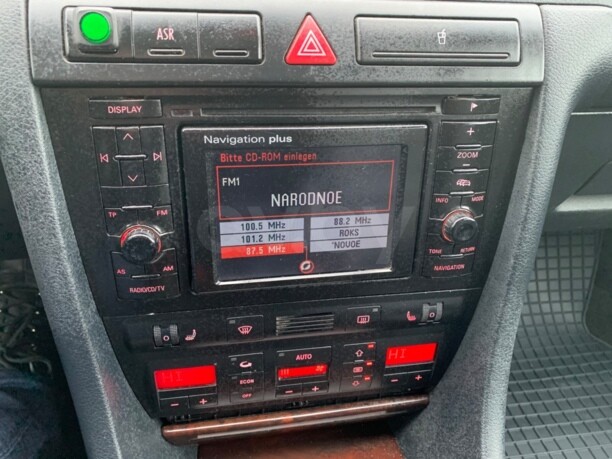 ASR
DISPLAY
Navigation plus
Bitte CD-ROM einlegen
FM1
NARODNOE
100.5 MHz
88.2 MHz
101.2 MHz
ROKS
87.5 MHz
'NOVOE
+
ZOOM
-
INFO
MODE
TP
FM
AS
AM
RADIO/CD/TV
TONE
RETURN
NAVIGATION
AUTO
HI
HI
ECON
OFF
- +
- +
- +